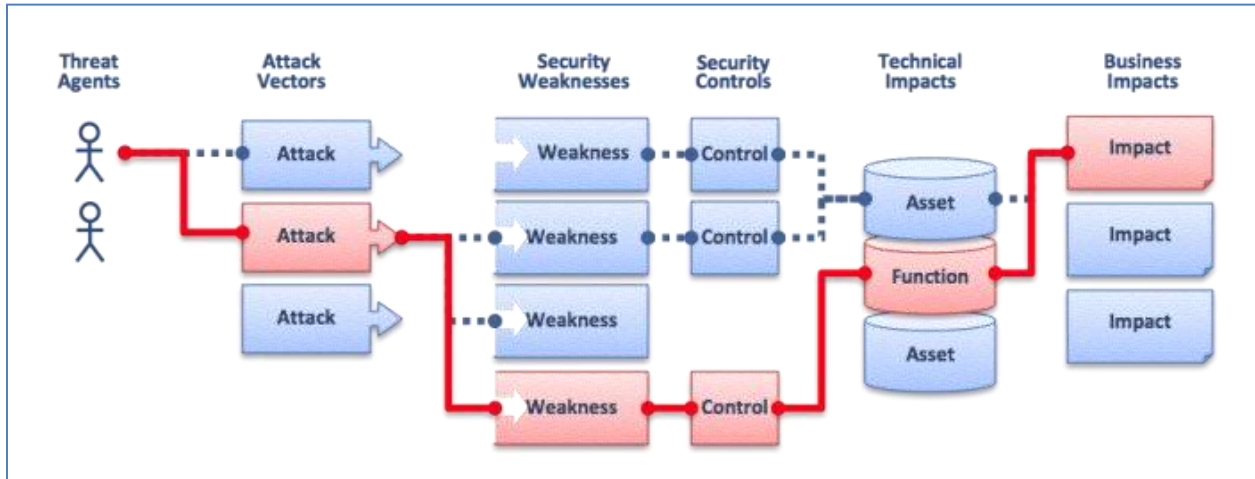 Threat
Agents
Attack
Vectors
Security
Weaknesses
Security
Controls
Technical
Impacts
Business
Impacts
Attack
Weakness
Control
Impact
Asset
Attack
Weakness
Control
Impact
Function
Attack
Weakness
Impact
Asset
Weakness
Control